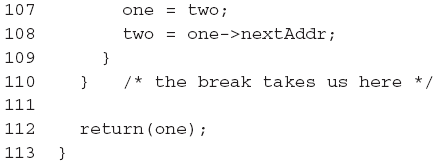 107        one = two;
108        two = one->nextAddr;
109      }
110    }   /* the break takes us here */
111
112    return(one);
113  }